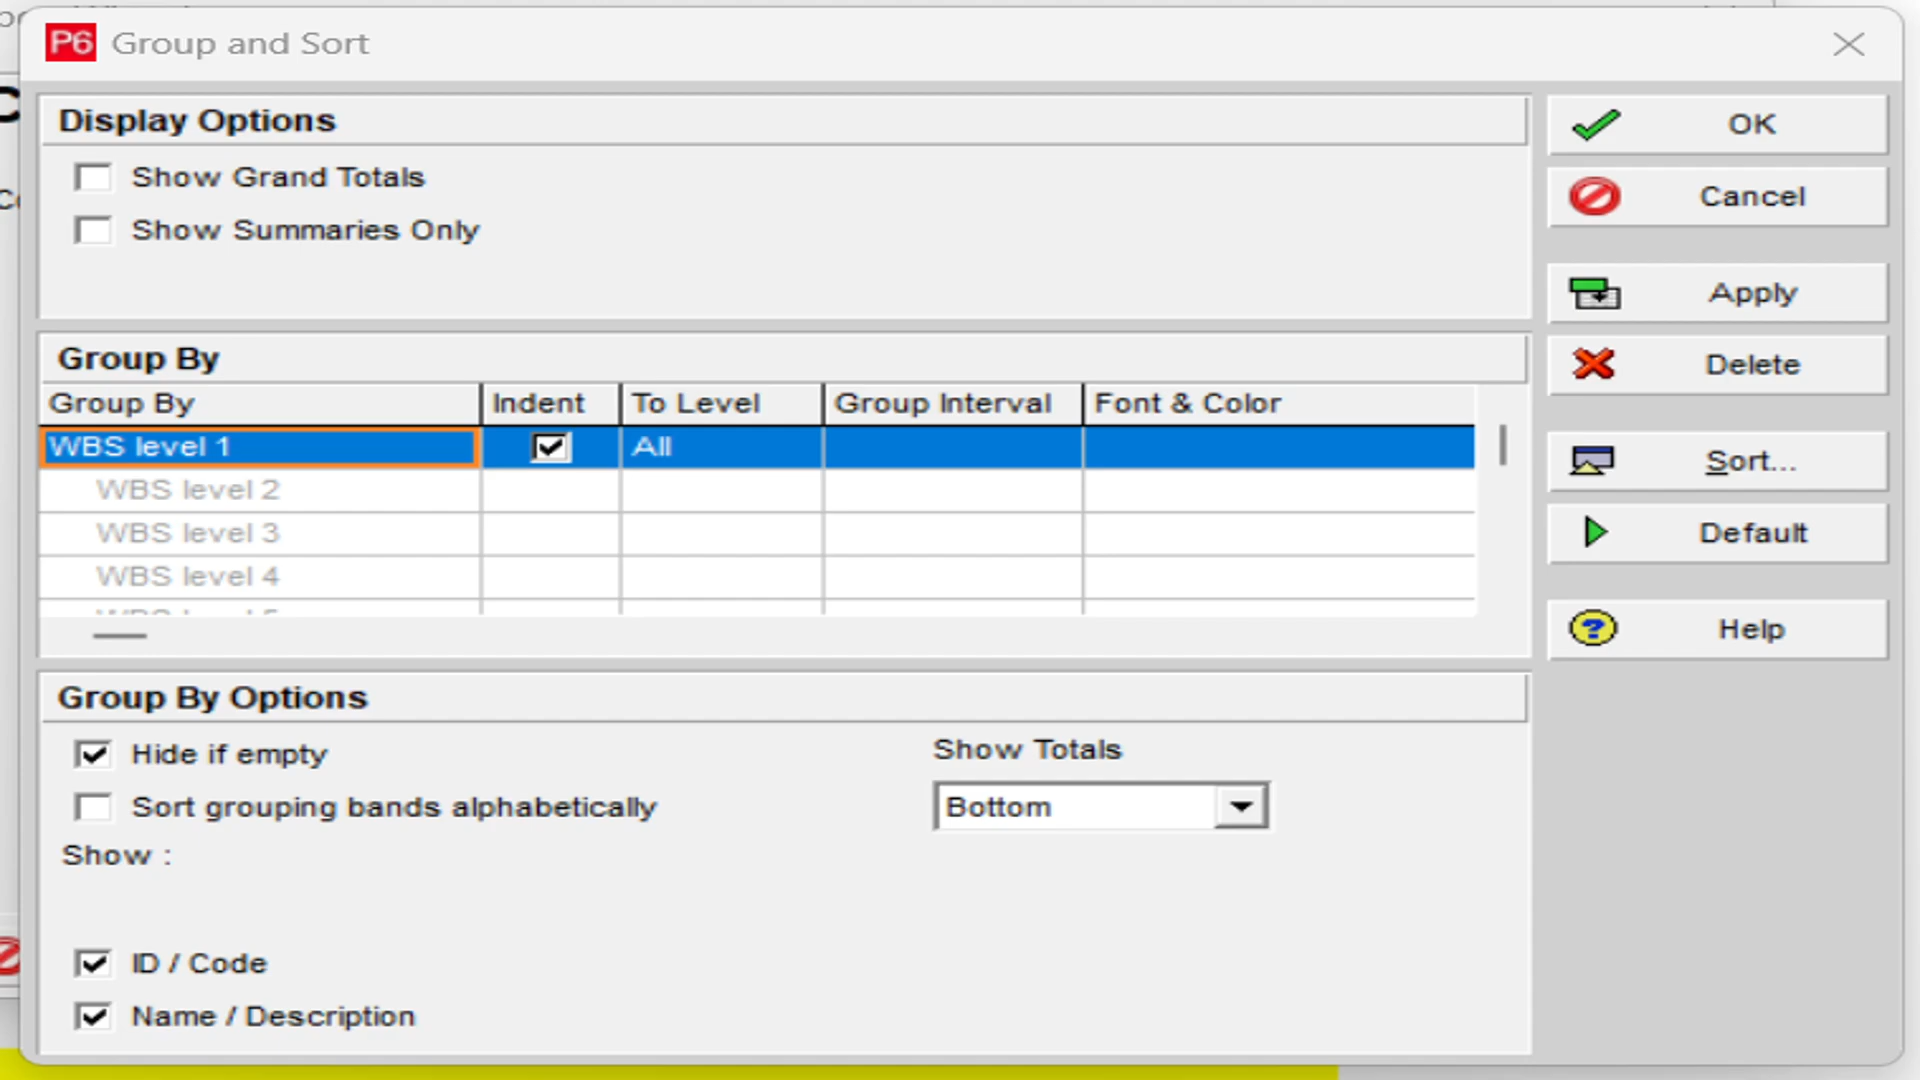 P6 Group and Sort
Display Options
Show Grand Totals
Show Summaries Only
OK
Cancel
Apply
Delete
Sort...
Default
Help
Group By
Group By Indent To Level Group Interval Font & Color
WBS level 1 All
WBS level 2
WBS level 3
WBS level 4
Group By Options
Hide if empty
Sort grouping bands alphabetically
Show :
Show Totals
Bottom
ID / Code
Name / Description